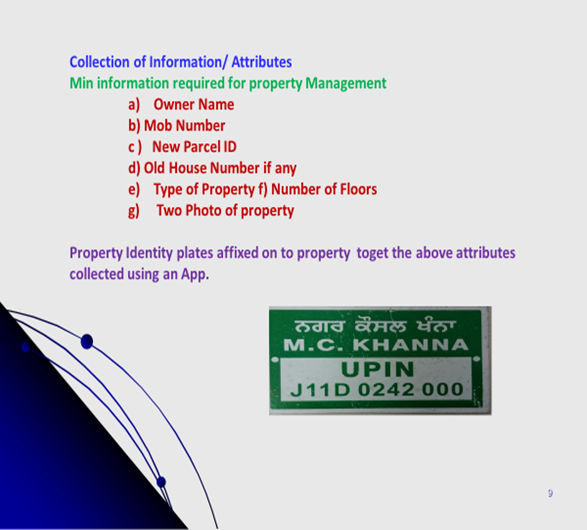 Collection of Information/ Attributes
Min information required for property Management
a) Owner Name
b) Mob Number
c) New Parcel ID
d) Old House Number if any
e) Type of Property f) Number of Floors
g) Two Photo of property
Property Identity plates affixed on to property toget the above attributes
collected using an App.
ਨਗਰ ਕੌਂਸਲ ਖੰਨਾ
M.C. KHANNA
UPIN
J11D 0242 000
9